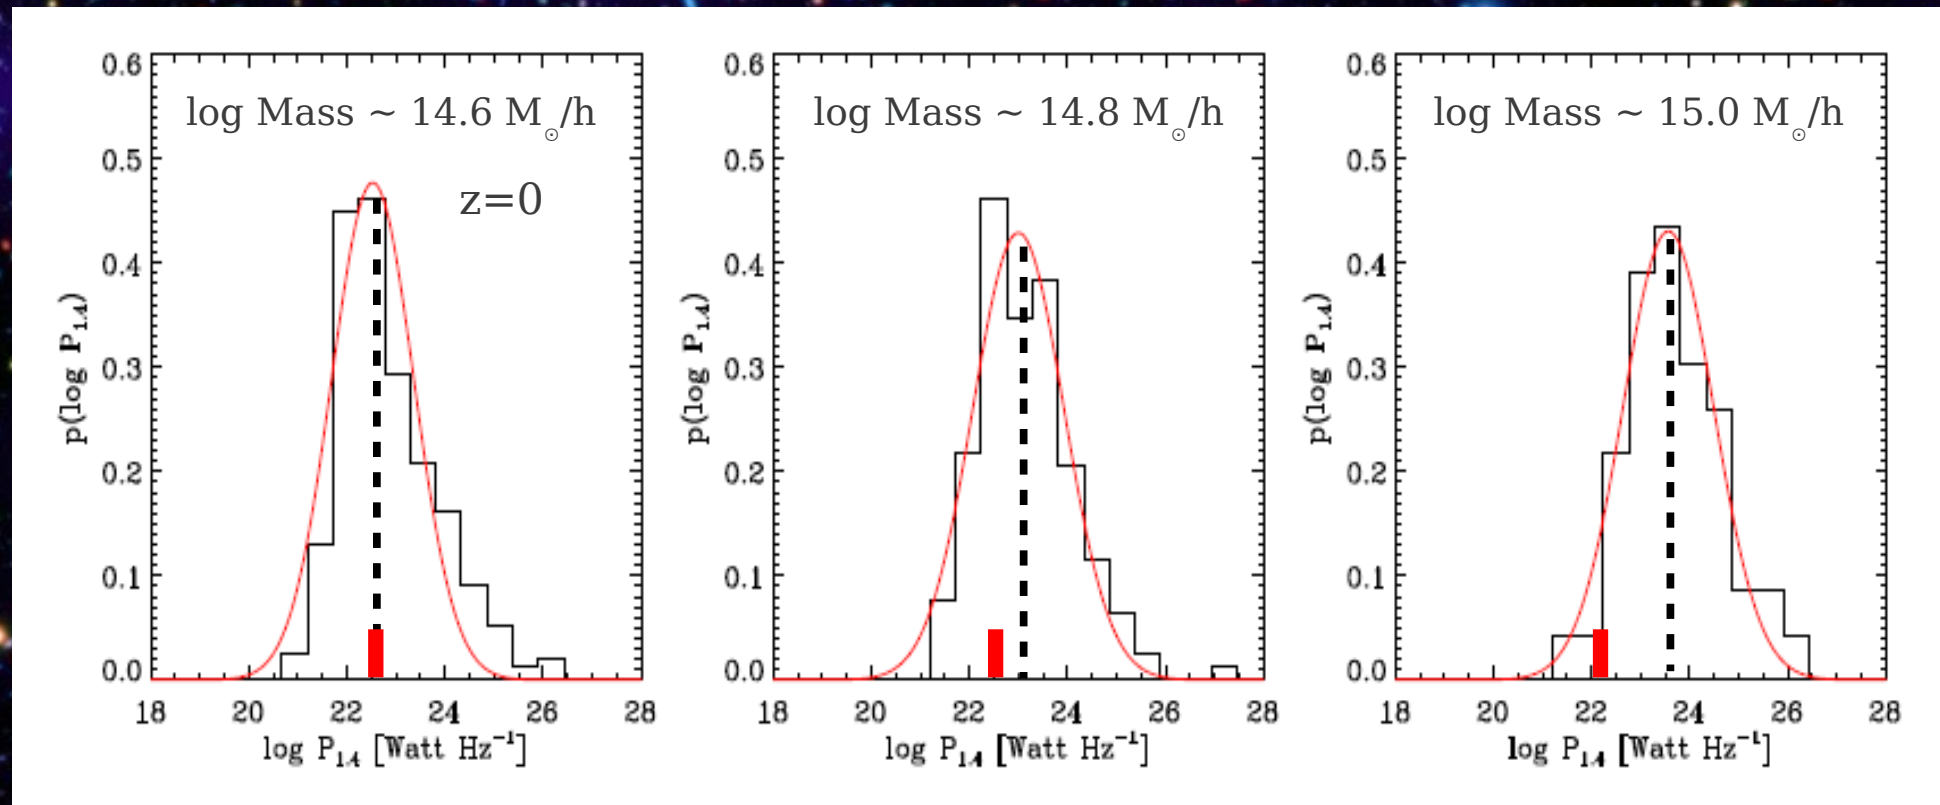 log Mass ~ 14.6 M☉/h
z=0
0.6
0.5
0.4
0.3
0.2
0.1
0.0
p(log P1.4)
18 20 22 24 26 28
log P1.4 [Watt Hz⁻¹]
log Mass ~ 14.8 M☉/h
0.6
0.5
0.4
0.3
0.2
0.1
0.0
p(log P1.4)
18 20 22 24 26 28
log P1.4 [Watt Hz⁻¹]
log Mass ~ 15.0 M☉/h
0.6
0.5
0.4
0.3
0.2
0.1
0.0
p(log P1.4)
18 20 22 24 26 28
log P1.4 [Watt Hz⁻¹]